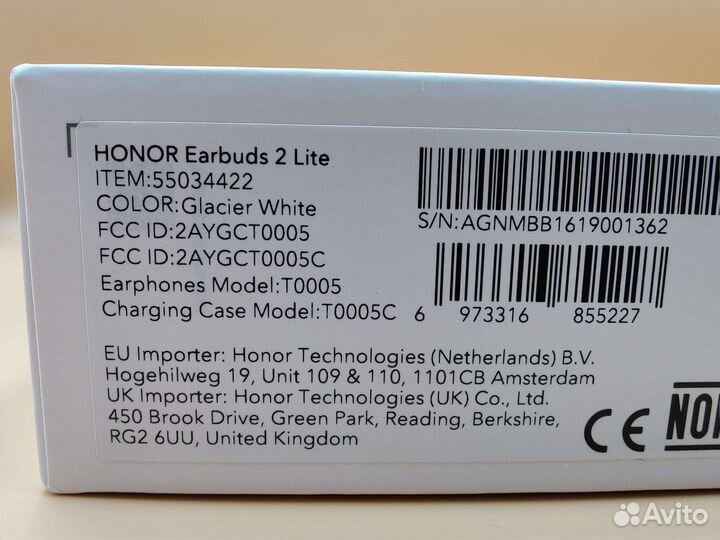 HONOR Earbuds 2 Lite
ITEM:55034422
COLOR:Glacier White
FCC ID:2AYGCT0005
FCC ID:2AYGCT0005C
Earphones Model:T0005
Charging Case Model:T0005C
S/N:AGNMBB1619001362
6 973316 855227
EU Importer: Honor Technologies (Netherlands) B.V.
Hogehilweg 19, Unit 109 & 110, 1101CB Amsterdam
UK Importer: Honor Technologies (UK) Co., Ltd.
450 Brook Drive, Green Park, Reading, Berkshire,
RG2 6UU, United Kingdom
CE
Avito